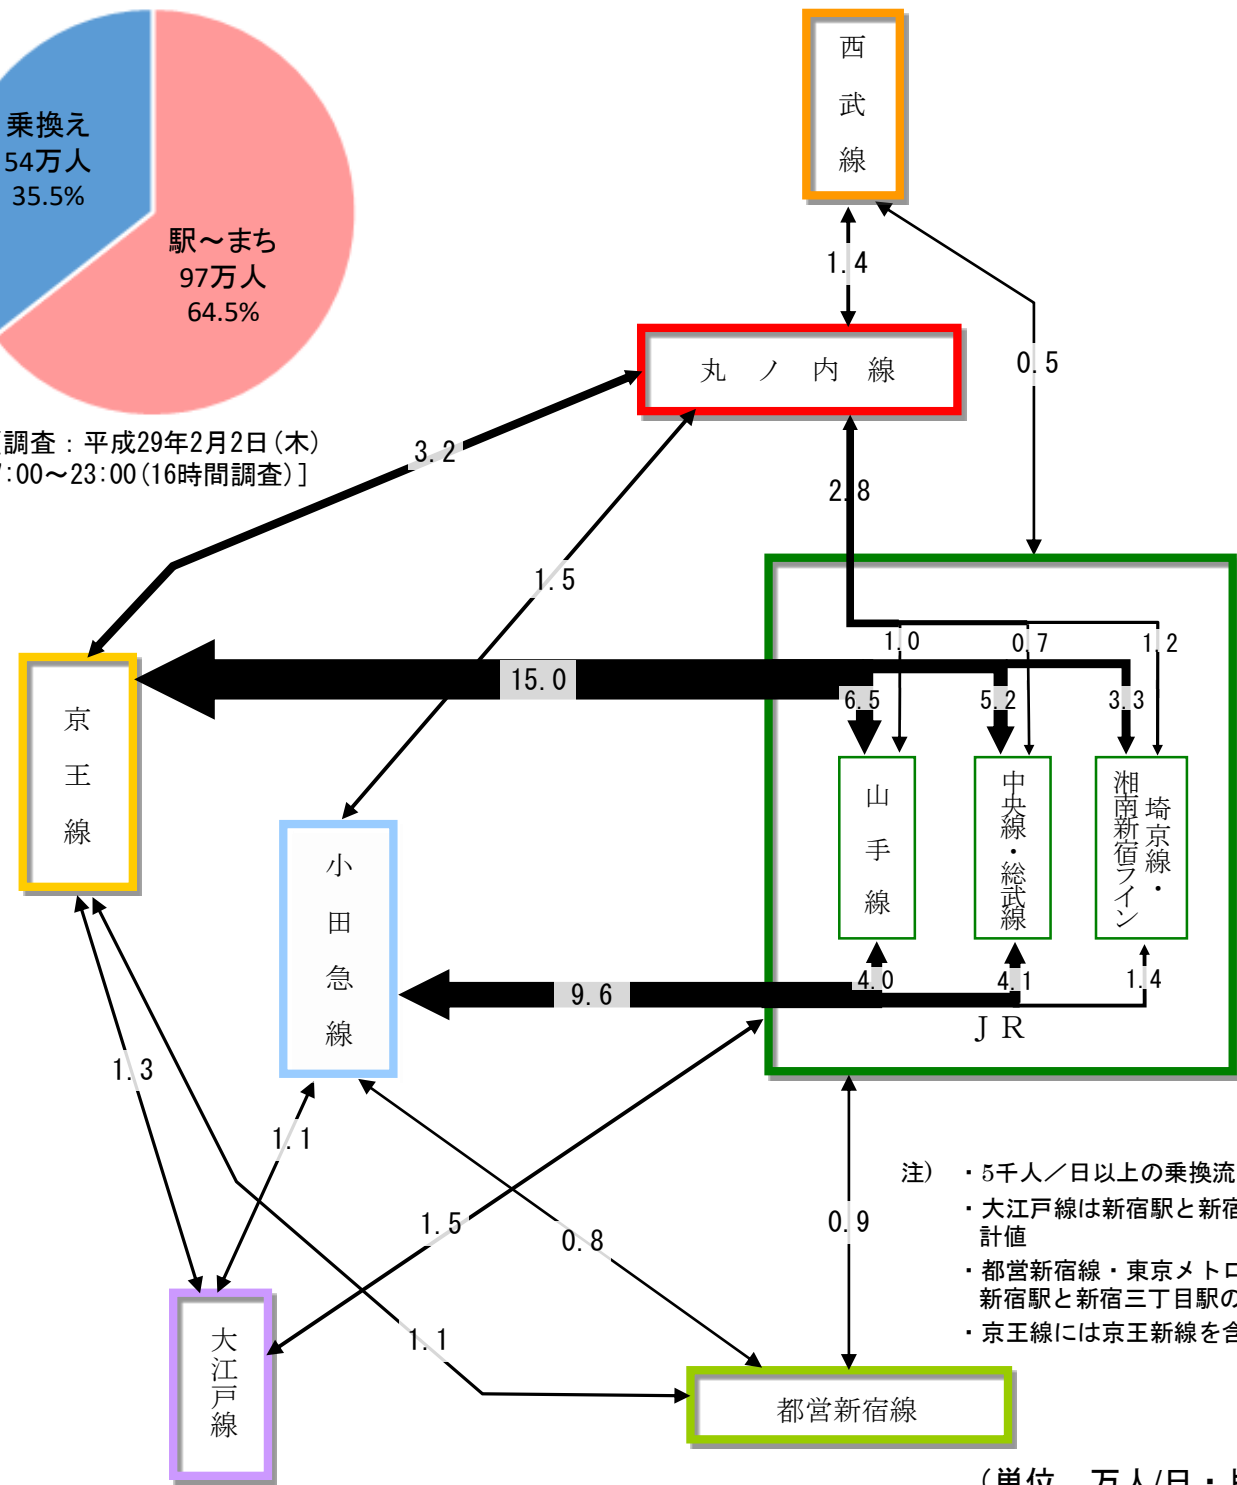 乗換え
54万人
35.5%
駅～まち
97万人
64.5%
調査：平成29年2月2日(木)
:00～23:00(16時間調査)]
西武線
1.4
0.5
丸ノ内線
3.2
2.8
1.5
1.0
0.7
1.2
15.0
6.5
5.2
3.3
京王線
山手線
中央線・総武線
埼京線・
湘南新宿ライン
小田急線
9.6
4.0
4.1
1.4
JR
1.3
1.1
1.5
0.8
0.9
1.1
注)
・5千人／日以上の乗換流
・大江戸線は新宿駅と新宿
計値
・都営新宿線・東京メトロ
新宿駅と新宿三丁目駅の
・京王線には京王新線を含
大江戸線
都営新宿線
(単位 万人/日・